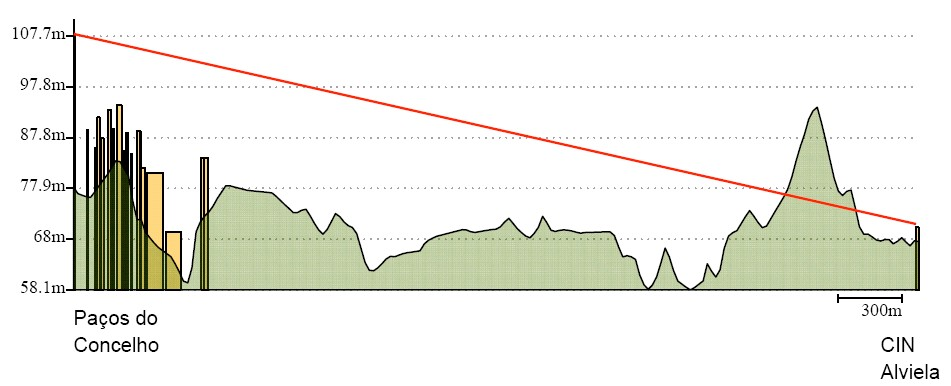 107.7m
97.8m
87.8m
77.9m
68m
58.1m
300m
Paços do
Concelho
CIN
Alviela